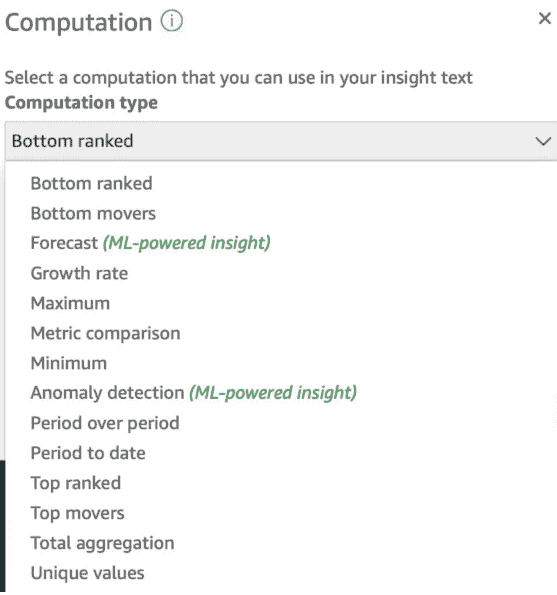 Computation
Select a computation that you can use in your insight text
Computation type
Bottom ranked
Bottom ranked
Bottom movers
Forecast (ML-powered insight)
Growth rate
Maximum
Metric comparison
Minimum
Anomaly detection (ML-powered insight)
Period over period
Period to date
Top ranked
Top movers
Total aggregation
Unique values